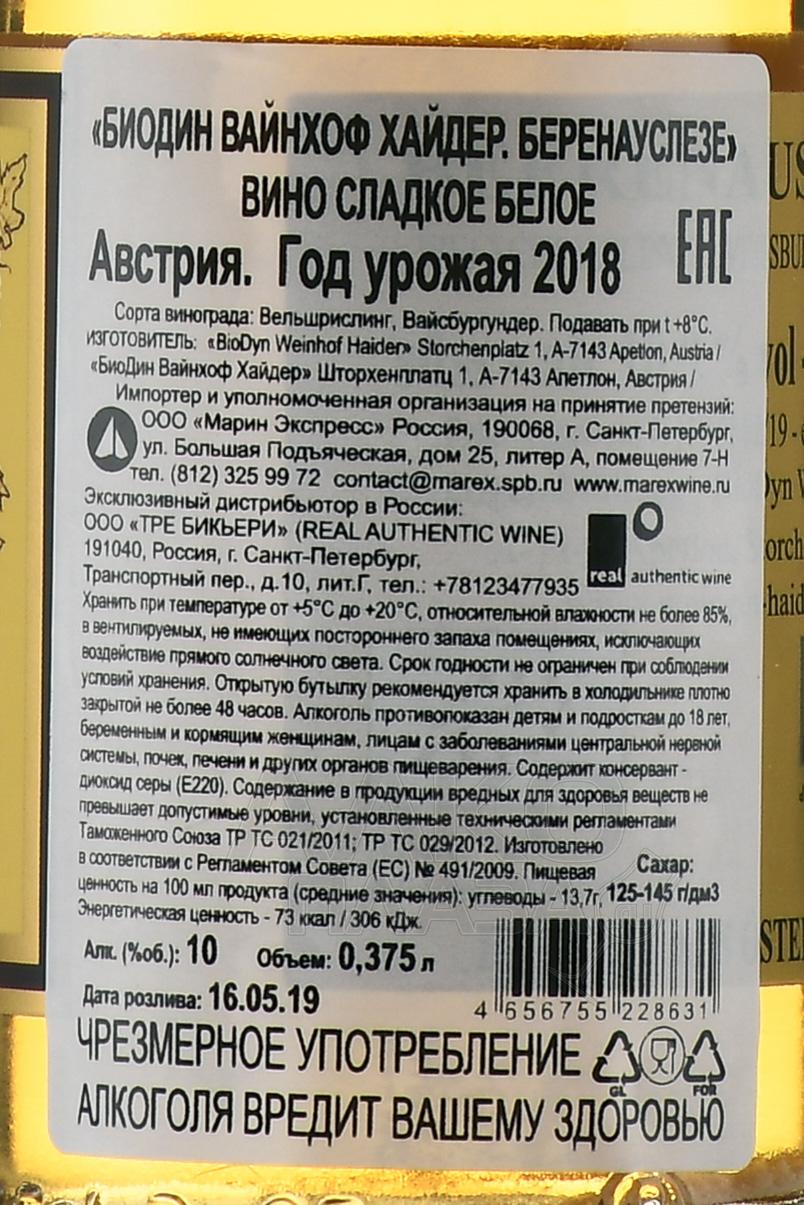 «БИОДИН ВАЙНХОФ ХАЙДЕР. БЕРЕНАУСЛЕЗЕ»
ВИНО СЛАДКОЕ БЕЛОЕ
Австрия. Год урожая 2018
EAC
Сорта винограда: Вельшрислинг, Вайсбургундер. Подавать при t +8°C.
ИЗГОТОВИТЕЛЬ: «BioDyn Weinhof Haider» Storchenplatz 1, A-7143 Apetlon, Austria /
«БиоДин Вайнхоф Хайдер» Шторхенплатц 1, А-7143 Апетлон, Австрия /
Импортер и уполномоченная организация на принятие претензий:
ООО «Марин Экспресс» Россия, 190068, г. Санкт-Петербург,
ул. Большая Подъяческая, дом 25, литер А, помещение 7-Н
тел. (812) 325 99 72 contact@marex.spb.ru www.marexwine.ru
Эксклюзивный дистрибьютор в России:
ООО «ТРЕ БИКЬЕРИ» (REAL AUTHENTIC WINE)
191040, Россия, г. Санкт-Петербург,
Транспортный пер., д.10, лит.Г, тел.: +78123477935
real authentic wine
Хранить при температуре от +5°C до +20°C, относительной влажности не более 85%,
в вентилируемых, не имеющих постороннего запаха помещениях, исключающих
воздействие прямого солнечного света. Срок годности не ограничен при соблюдении
условий хранения. Открытую бутылку рекомендуется хранить в холодильнике плотно
закрытой не более 48 часов. Алкоголь противопоказан детям и подросткам до 18 лет,
беременным и кормящим женщинам, лицам с заболеваниями центральной нервной
системы, почек, печени и других органов пищеварения. Содержит консервант -
диоксид серы (Е220). Содержание в продукции вредных для здоровья веществ не
превышает допустимые уровни, установленные техническими регламентами
Таможенного Союза ТР ТС 021/2011; ТР ТС 029/2012. Изготовлено
в соответствии с Регламентом Совета (ЕС) № 491/2009. Пищевая
ценность на 100 мл продукта (средние значения): углеводы - 13,7г,
Энергетическая ценность - 73 ккал / 306 кДж.
Сахар:
125-145 г/дм3
Алк. (%об.): 10 Объем: 0,375 л
Дата розлива: 16.05.19
4 656755 228631
ЧРЕЗМЕРНОЕ УПОТРЕБЛЕНИЕ
АЛКОГОЛЯ ВРЕДИТ ВАШЕМУ ЗДОРОВЬЮ
GL
FOR